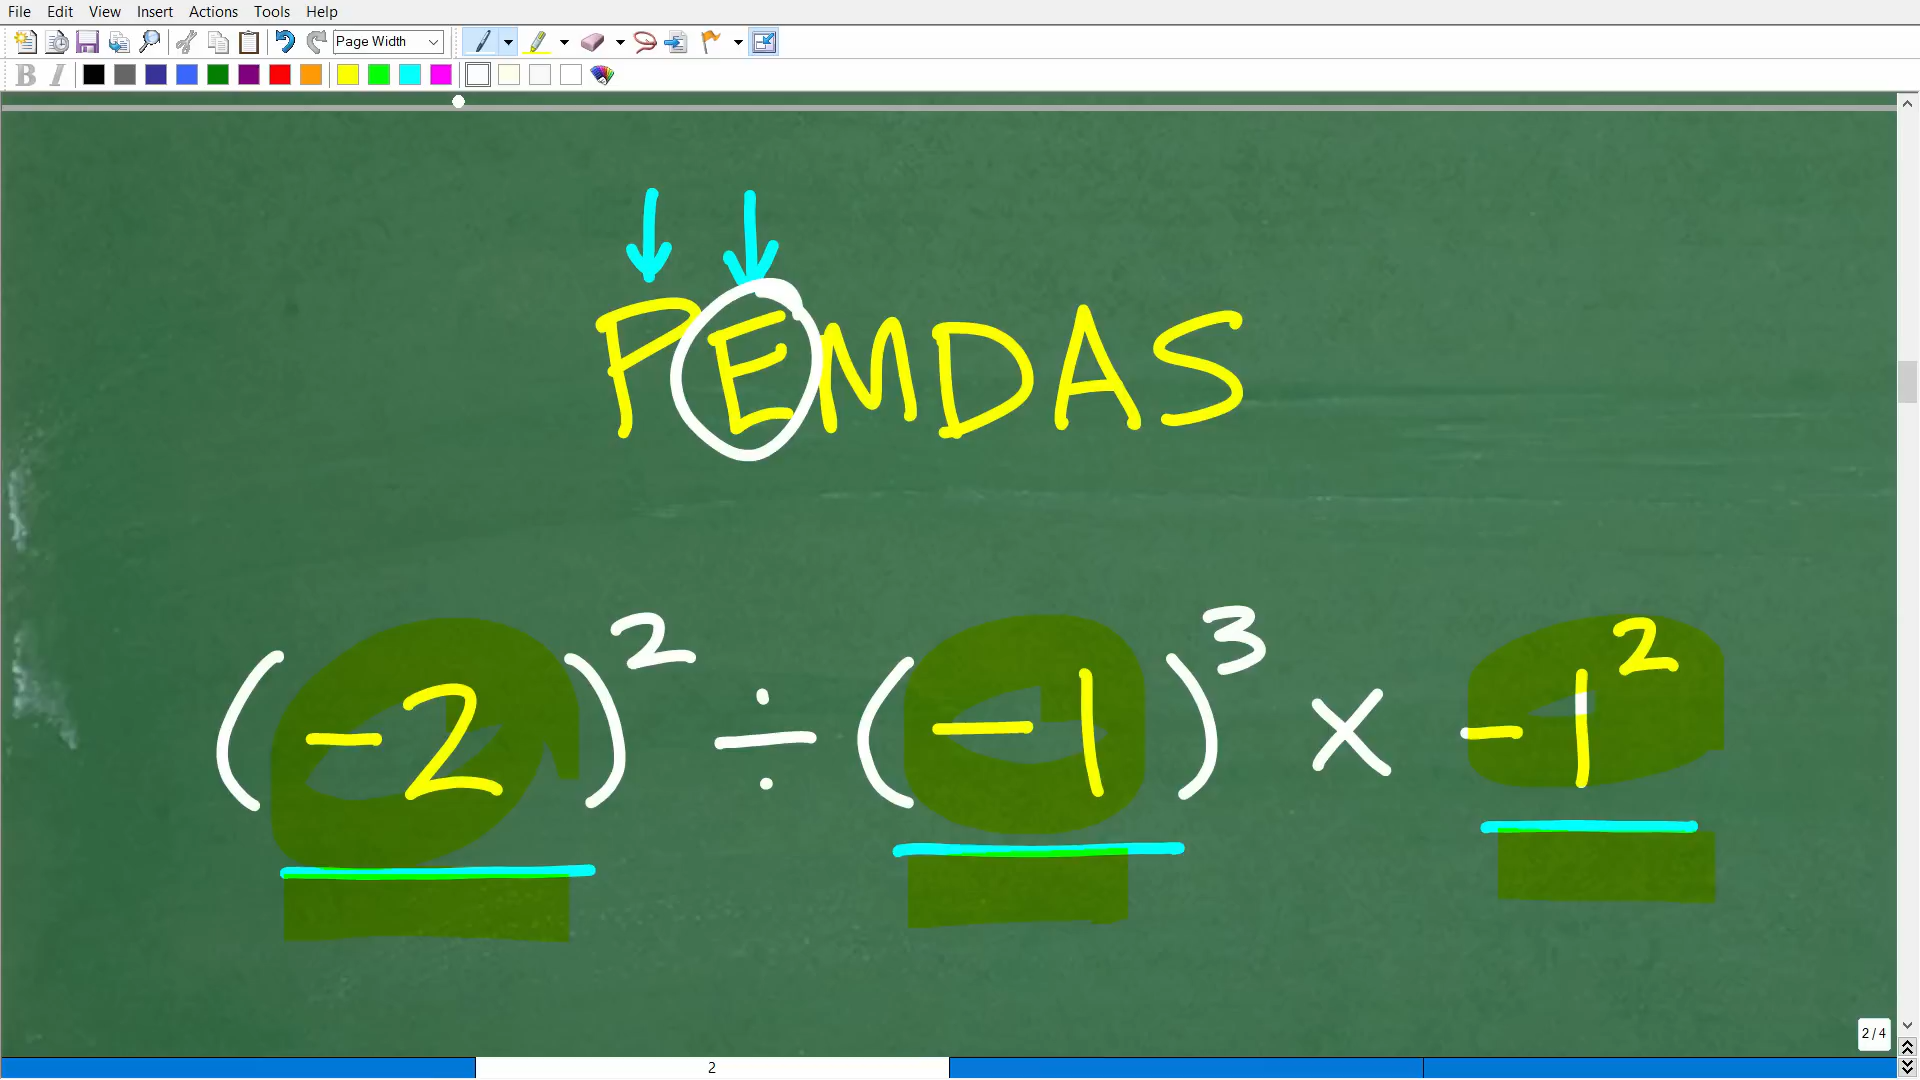 File Edit View Insert Actions Tools Help
Page Width
B I
PEMDAS
(-2)² ÷ (-1)³ × -1²
2/4
2